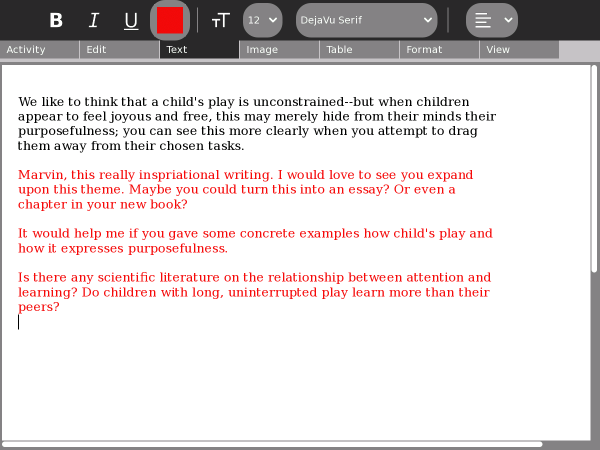 B I U TT 12 DejaVu Serif
Activity Edit Text Image Table Format View
We like to think that a child's play is unconstrained--but when children
appear to feel joyous and free, this may merely hide from their minds their
purposefulness; you can see this more clearly when you attempt to drag
them away from their chosen tasks.
Marvin, this really inspriational writing. I would love to see you expand
upon this theme. Maybe you could turn this into an essay? Or even a
chapter in your new book?
It would help me if you gave some concrete examples how child's play and
how it expresses purposefulness.
Is there any scientific literature on the relationship between attention and
learning? Do children with long, uninterrupted play learn more than their
peers?